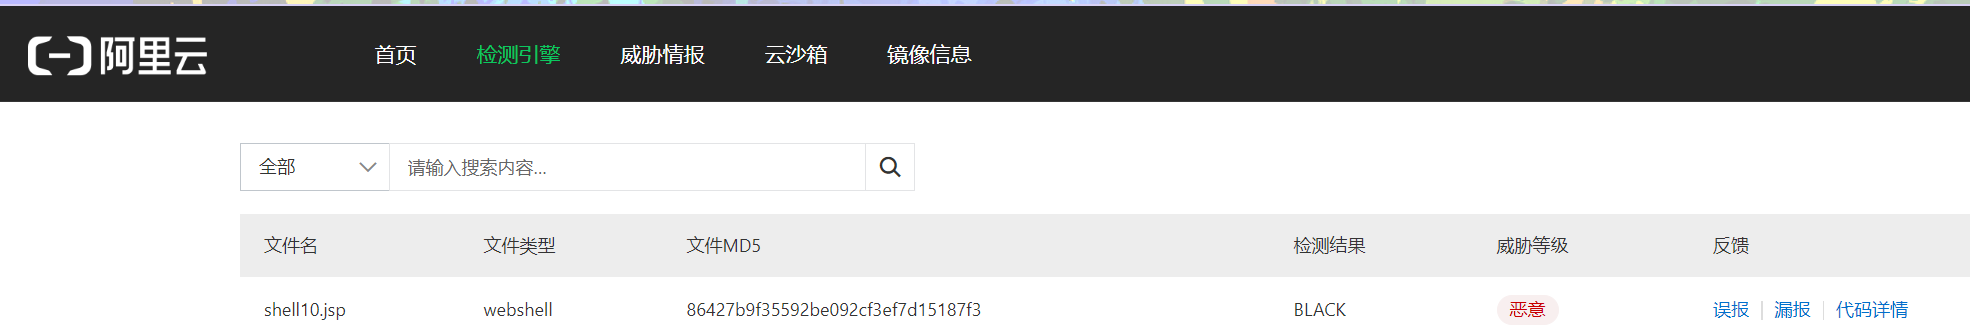 阿里云 首页 检测引擎 威胁情报 云沙箱 镜像信息
全部 请输入搜索内容...
文件名 文件类型 文件MD5 检测结果 威胁等级 反馈
shell10.jsp webshell 86427b9f35592be092cf3ef7d15187f3 BLACK 恶意 误报 | 漏报 | 代码详情